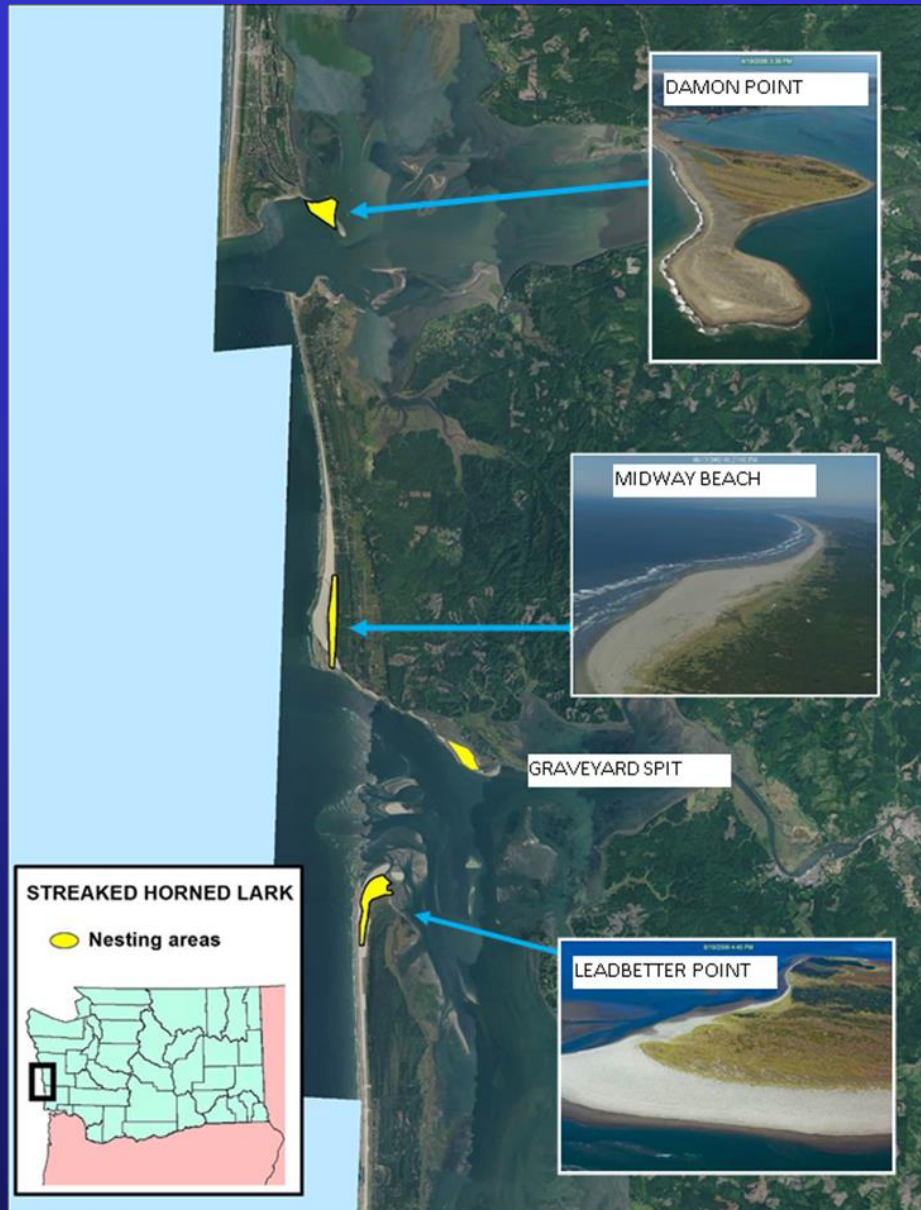 DAMON POINT
MIDWAY BEACH
GRAVEYARD SPIT
STREAKED HORNED LARK
Nesting areas
LEADBETTER POINT